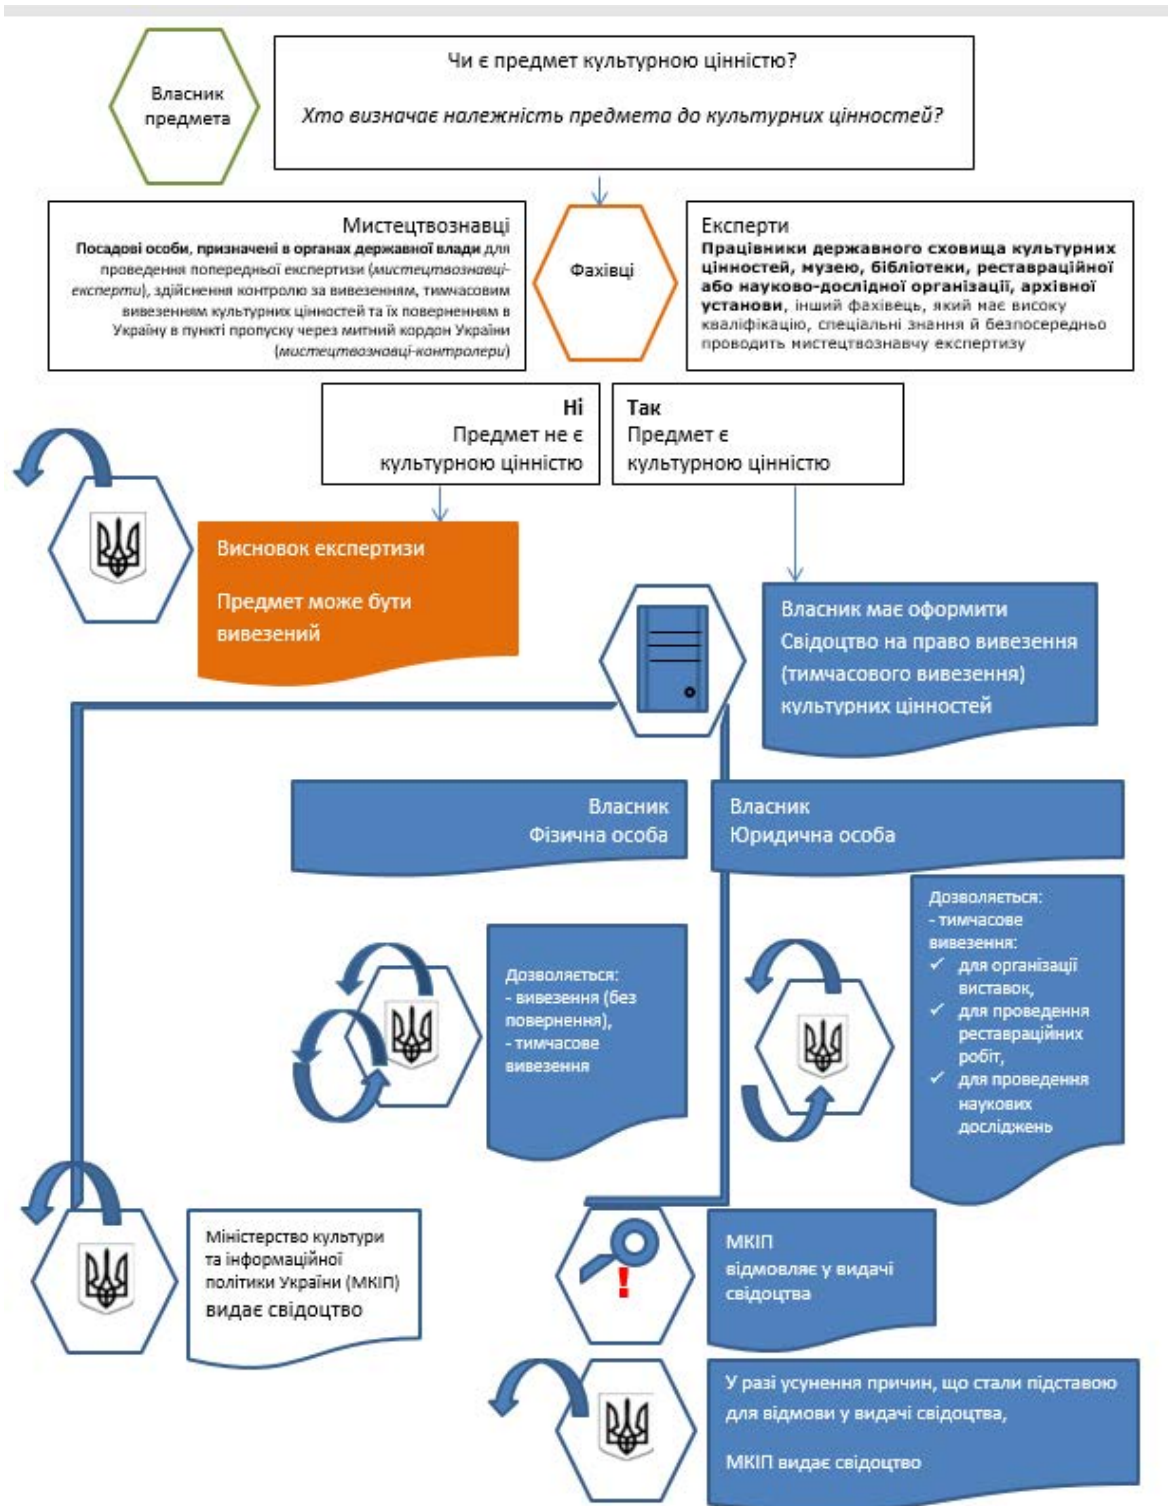 Власник
предмета
Чи є предмет культурною цінністю?
Хто визначає належність предмета до культурних цінностей?
Мистецтвознавці
Посадові особи, призначені в органах державної влади для
проведення попередньої експертизи (мистецтвознавці-
експерти), здійснення контролю за вивезенням, тимчасовим
вивезенням культурних цінностей та їх поверненням в
Україну в пункті пропуску через митний кордон України
(мистецтвознавці-контролери)
Фахівці
Експерти
Працівники державного сховища культурних
цінностей, музею, бібліотеки, реставраційної
або науково-дослідної організації, архівної
установи, інший фахівець, який має високу
кваліфікацію, спеціальні знання й безпосередньо
проводить мистецтвознавчу експертизу
Ні
Предмет не є
культурною цінністю
Так
Предмет є
культурною цінністю
Висновок експертизи
Предмет може бути
вивезений
Власник має оформити
Свідоцтво на право вивезення
(тимчасового вивезення)
культурних цінностей
Власник
Фізична особа
Власник
Юридична особа
Дозволяється:
- вивезення (без
повернення),
- тимчасове
вивезення
Дозволяється:
- тимчасове
вивезення:
✓ для організації
виставок,
✓ для проведення
реставраційних
робіт,
✓ для проведення
наукових
досліджень
Міністерство культури
та інформаційної
політики України (МКІП)
видає свідоцтво
!
МКІП
відмовляє у видачі
свідоцтва
У разі усунення причин, що стали підставою
для відмови у видачі свідоцтва,
МКІП видає свідоцтво